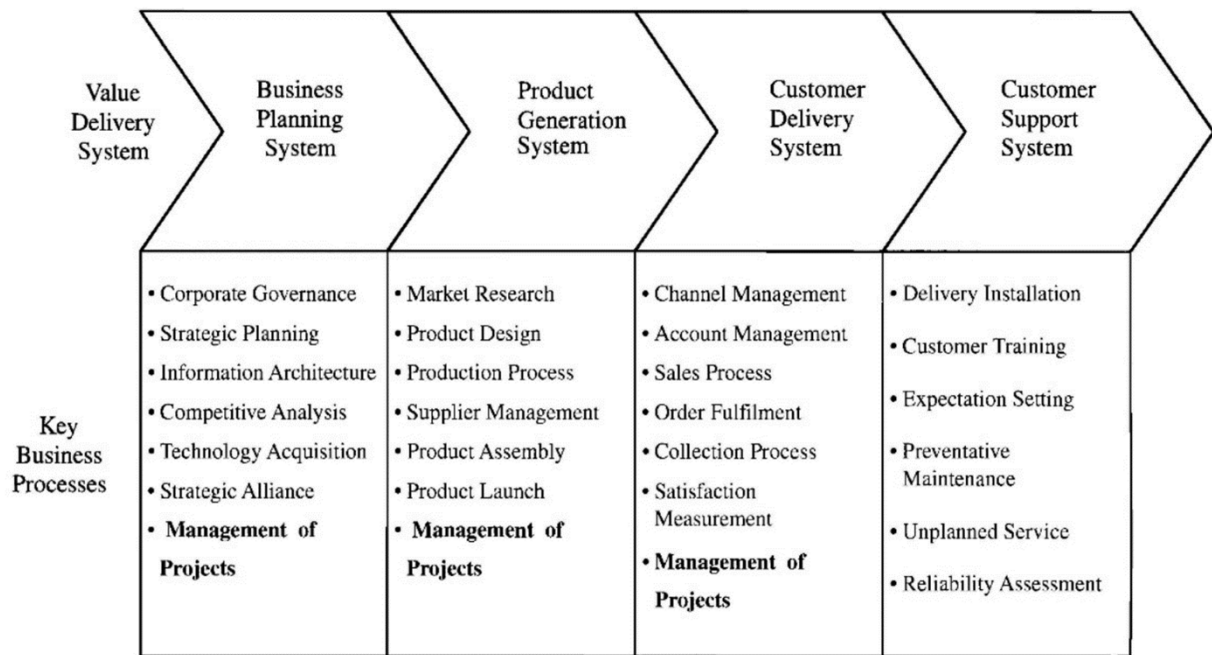 Value
Delivery
System
Business
Planning
System
Product
Generation
System
Customer
Delivery
System
Customer
Support
System
Key
Business
Processes
• Corporate Governance
• Strategic Planning
• Information Architecture
• Competitive Analysis
• Technology Acquisition
• Strategic Alliance
• Management of
Projects
• Market Research
• Product Design
• Production Process
• Supplier Management
• Product Assembly
• Product Launch
• Management of
Projects
• Channel Management
• Account Management
• Sales Process
• Order Fulfilment
• Collection Process
• Satisfaction
Measurement
• Management of
Projects
• Delivery Installation
• Customer Training
• Expectation Setting
• Preventative
Maintenance
• Unplanned Service
• Reliability Assessment